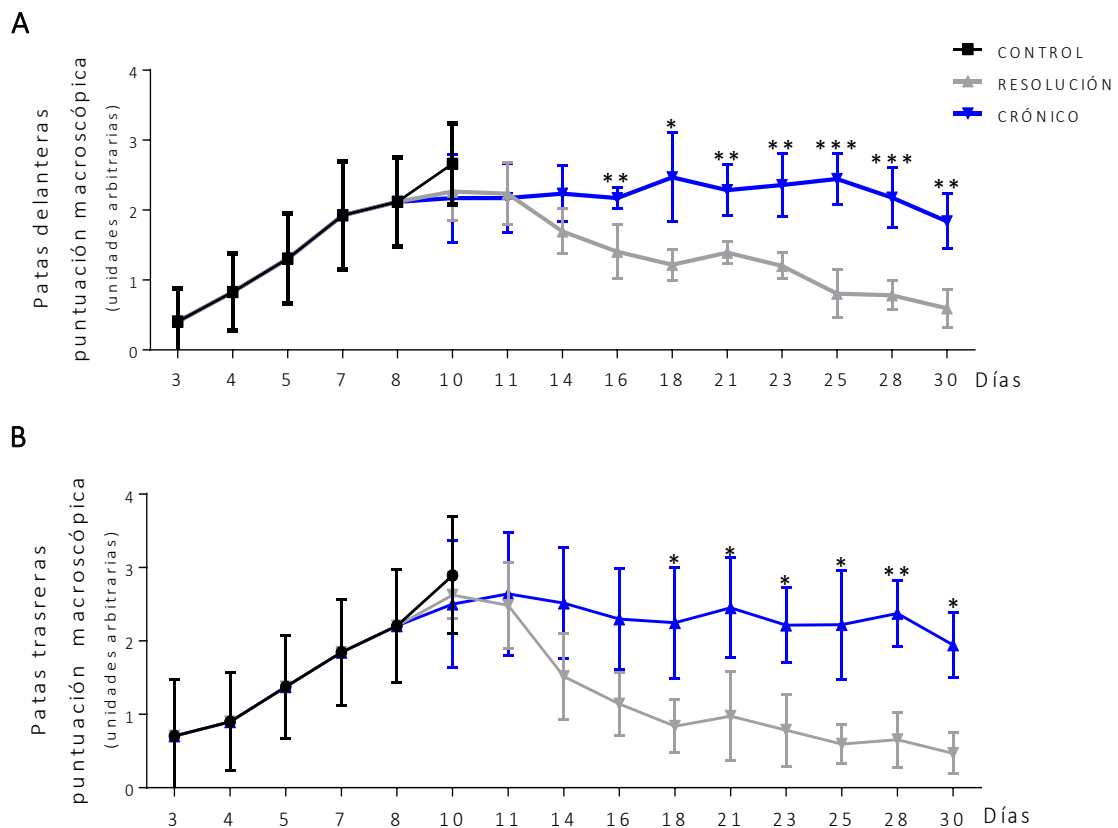 A
CONTROL
RESOLUCIÓN
CRÓNICO
Patas delanteras
puntuación macroscópica
(unidades arbitrarias)
4
3
2
1
0
*
**
**
***
***
**
**
3 4 5 7 8 10 11 14 16 18 21 23 25 28 30 Días
B
Patas trasreras
puntuación macroscópica
(unidades arbitrarias)
4
3
2
1
0
*
*
*
*
**
*
3 4 5 7 8 10 11 14 16 18 21 23 25 28 30 Días